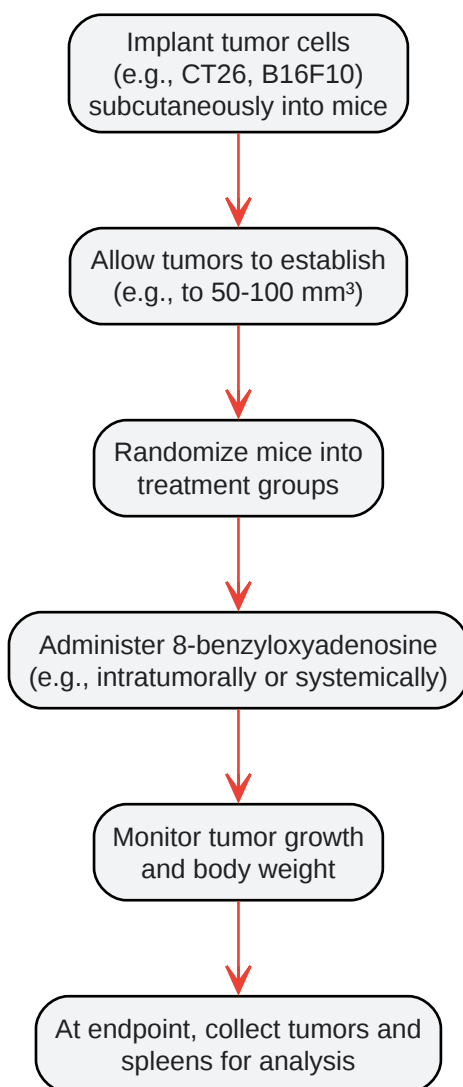 Implant tumor cells
(e.g., CT26, B16F10)
subcutaneously into mice
Allow tumors to establish
(e.g., to 50-100 mm³)
Randomize mice into
treatment groups
Administer 8-benzyloxyadenosine
(e.g., intratumorally or systemically)
Monitor tumor growth
and body weight
At endpoint, collect tumors and
spleens for analysis